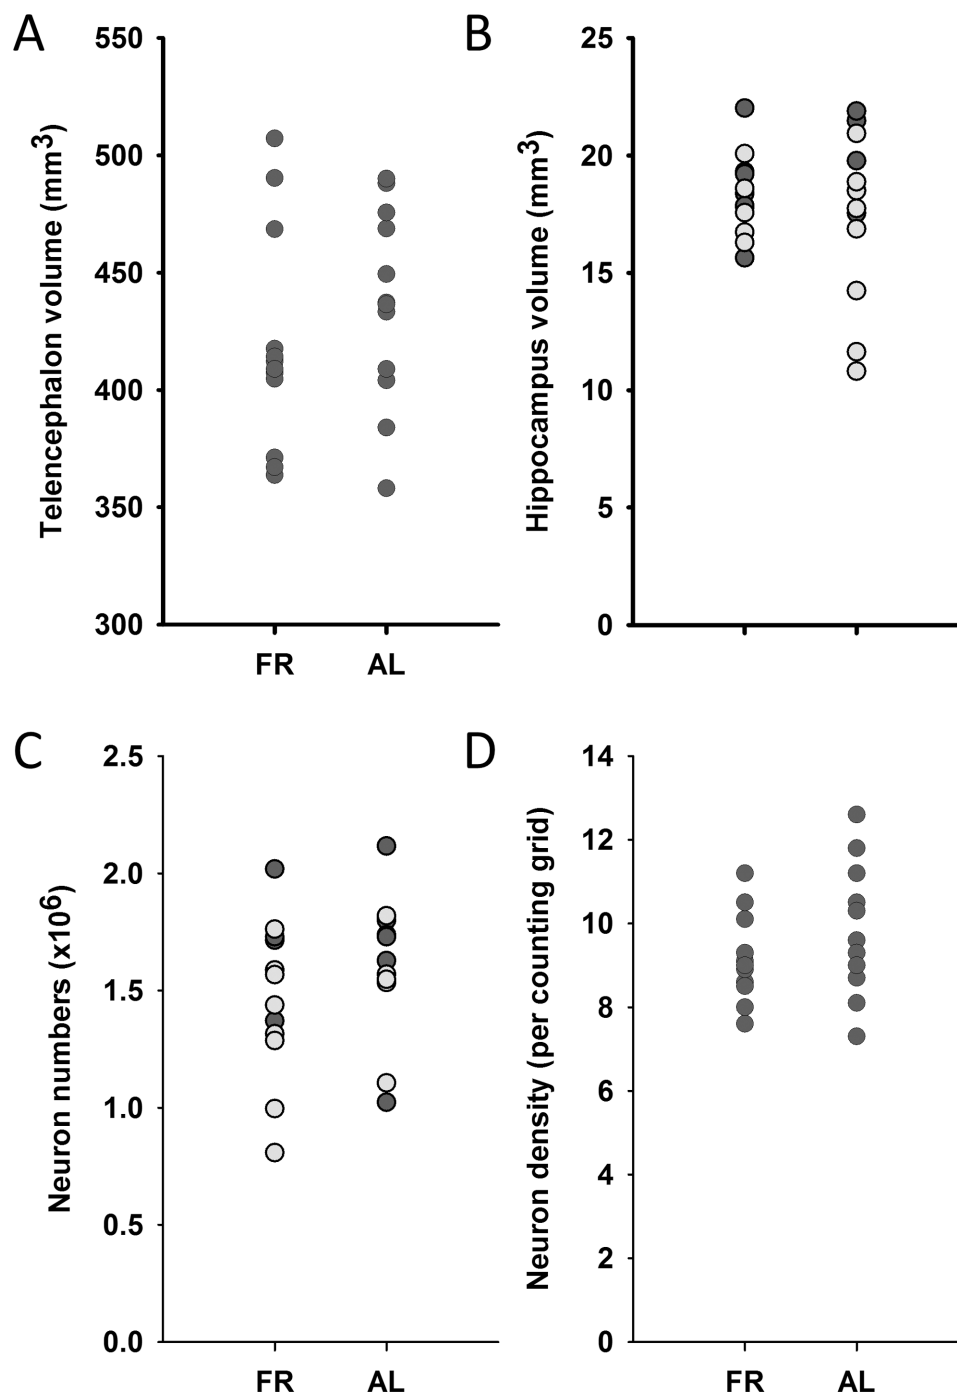 A
550
500
450
400
350
300
Telencephalon volume (mm3)
FR AL
B
25
20
15
10
5
0
Hippocampus volume (mm3)
C
2.5
2.0
1.5
1.0
0.5
0.0
Neuron numbers (x106)
FR AL
D
14
12
10
8
6
4
2
0
Neuron density (per counting grid)
FR AL